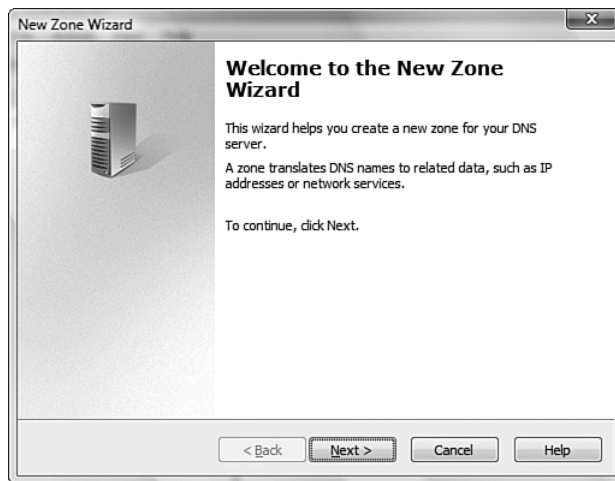 New Zone Wizard
Welcome to the New Zone
Wizard
This wizard helps you create a new zone for your DNS
server.
A zone translates DNS names to related data, such as IP
addresses or network services.
To continue, click Next.
< Back
Next >
Cancel
Help